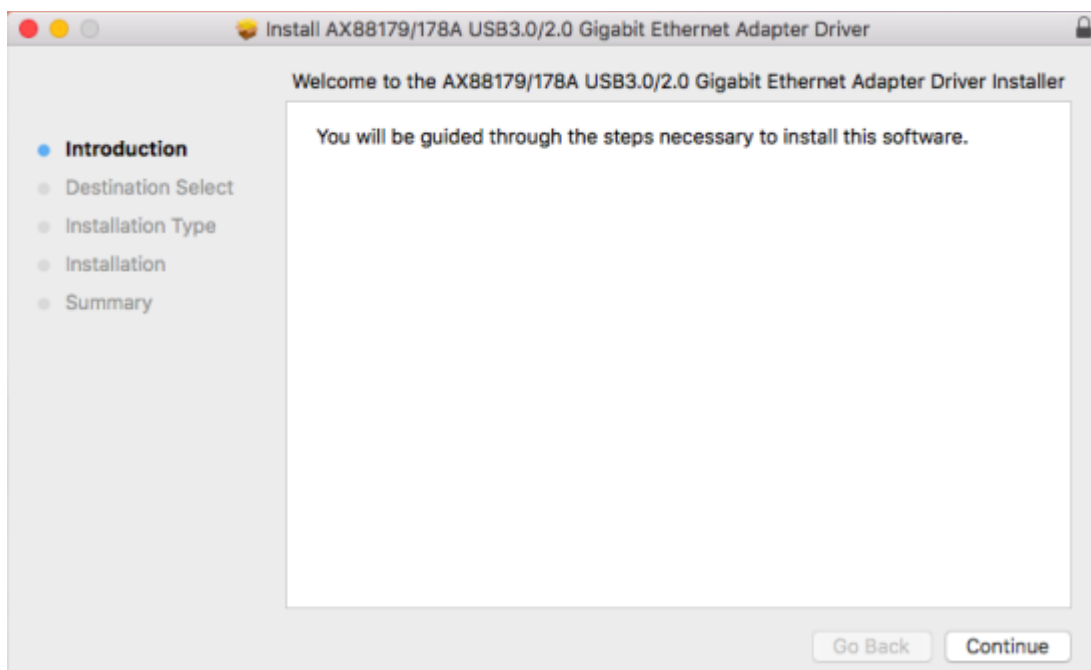 Install AX88179/178A USB3.0/2.0 Gigabit Ethernet Adapter Driver
Welcome to the AX88179/178A USB3.0/2.0 Gigabit Ethernet Adapter Driver Installer
You will be guided through the steps necessary to install this software.
Introduction
Destination Select
Installation Type
Installation
Summary
Go Back
Continue